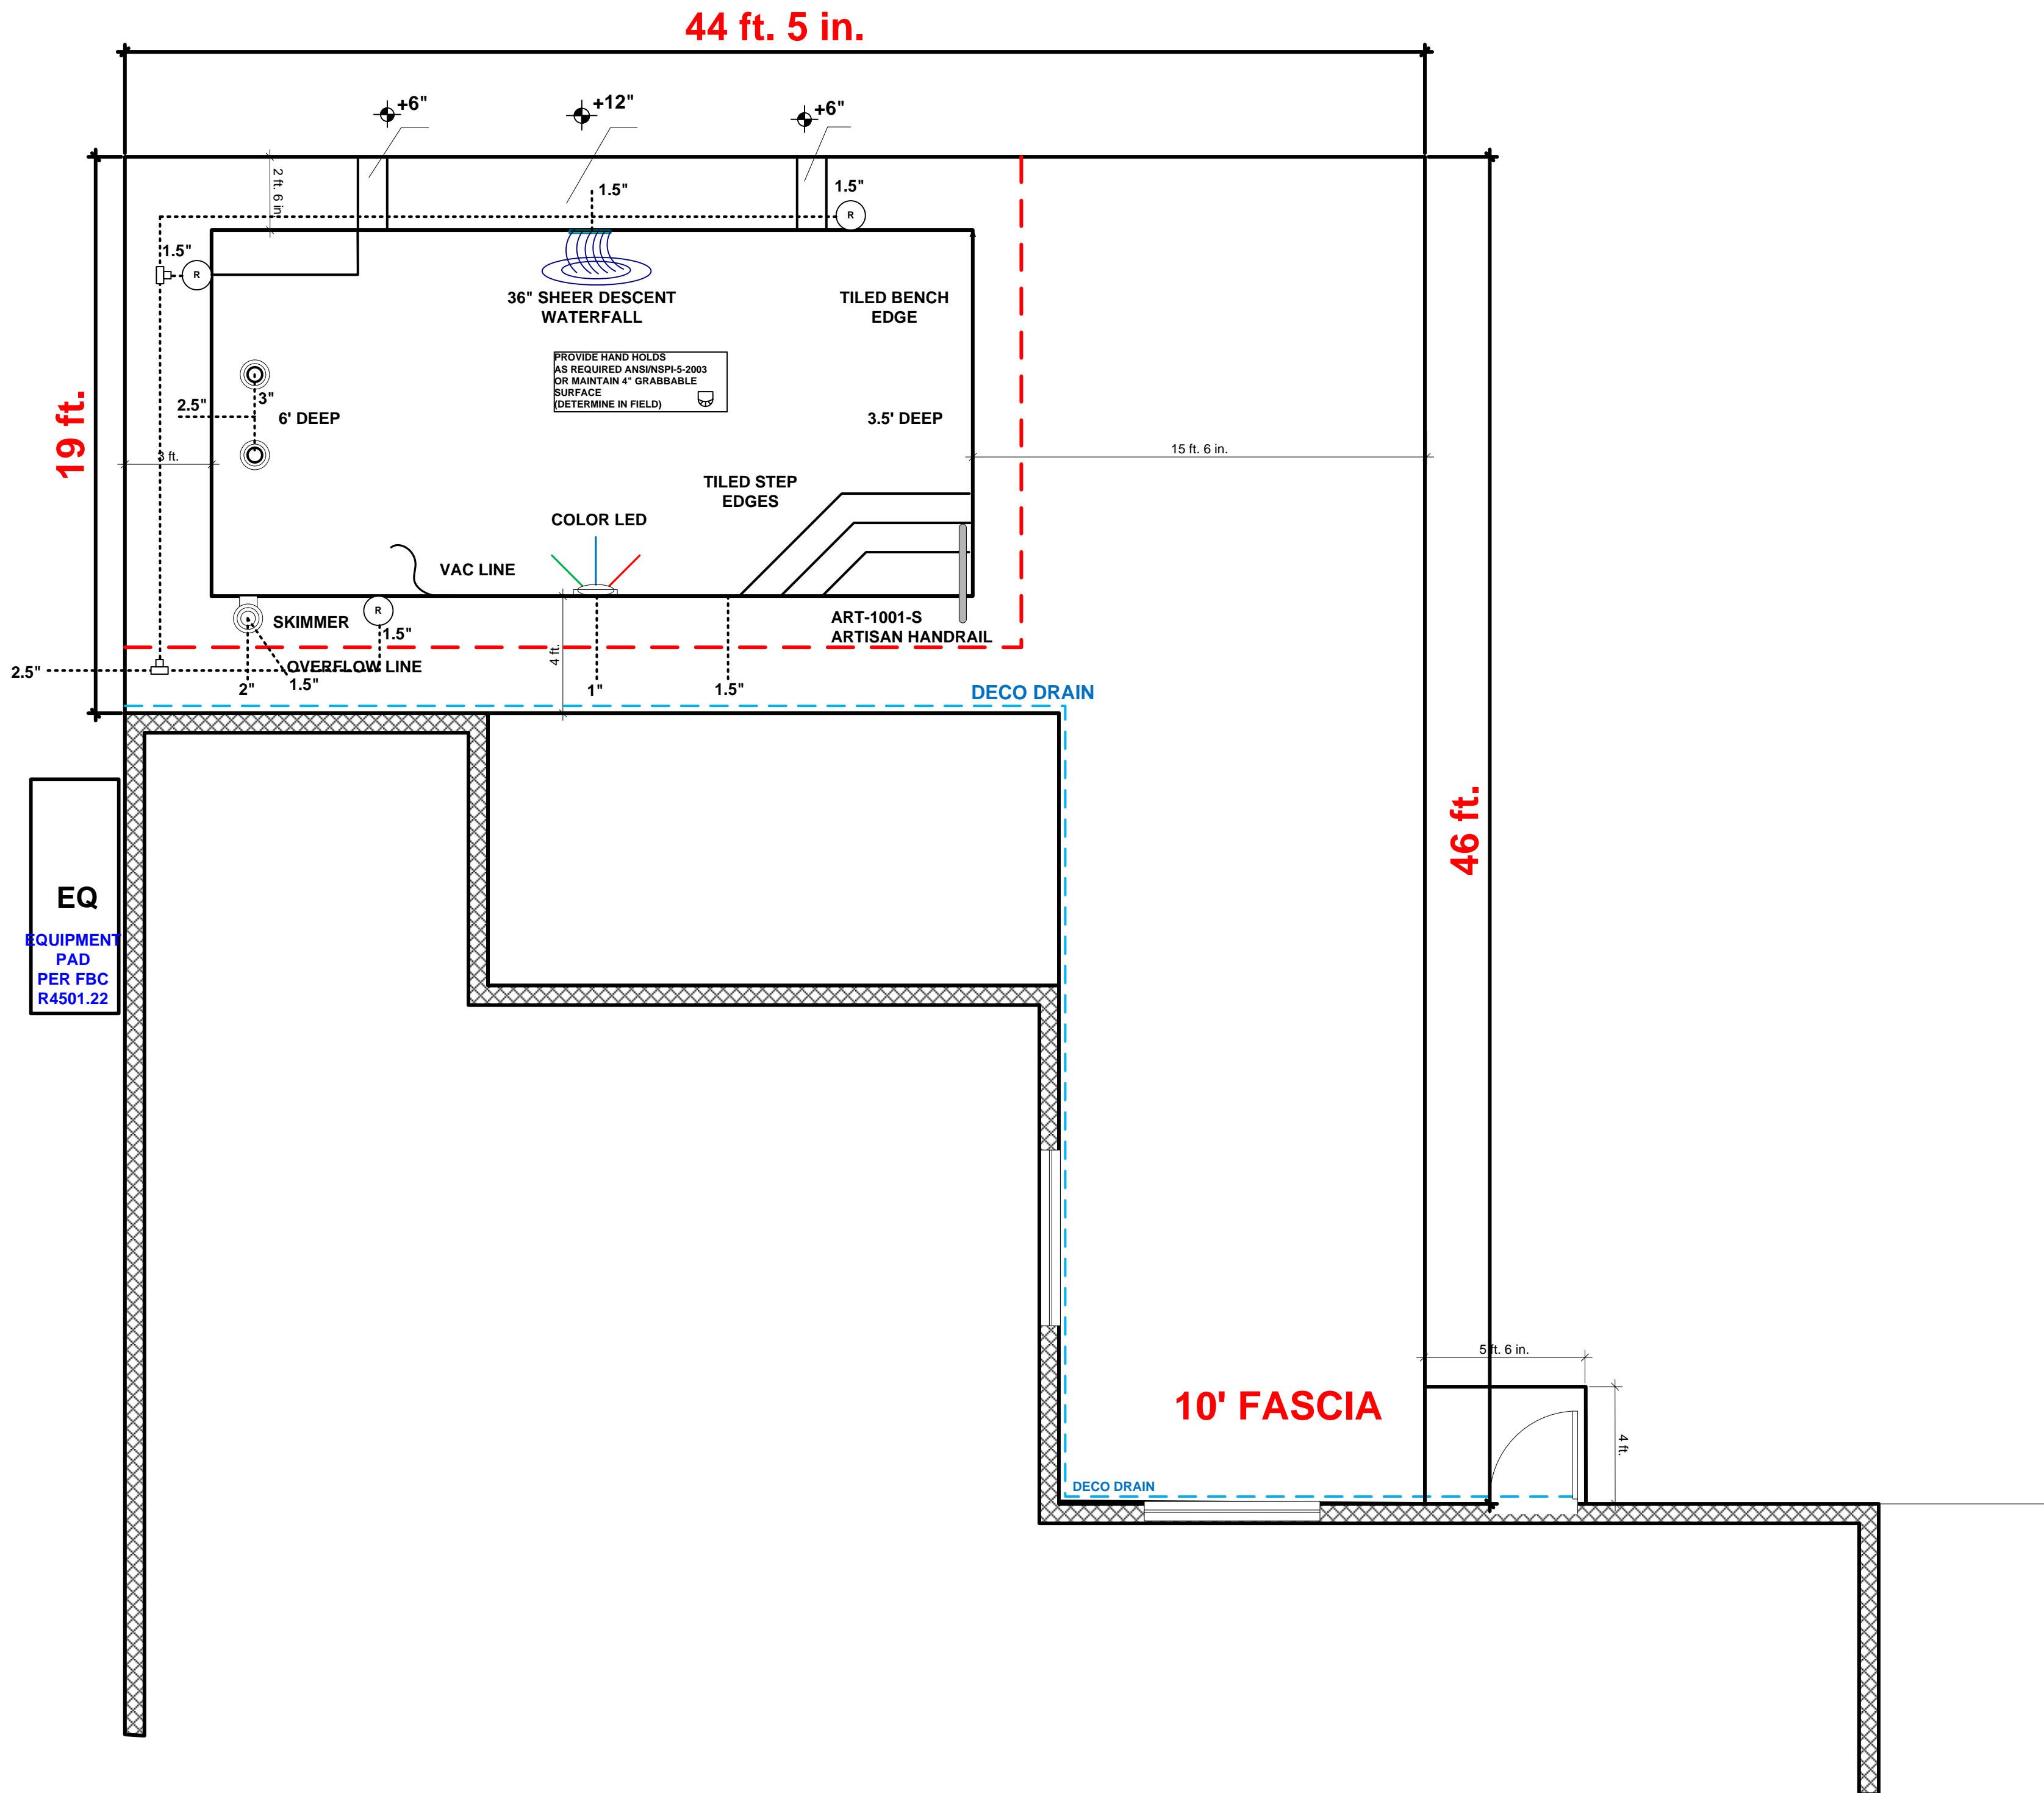 44 ft. 5 in.
+6"
+12"
+6"
2 ft. 6 in.
1.5"
1.5"
R
1.5"
R
36" SHEER DESCENT
WATERFALL
TILED BENCH
EDGE
PROVIDE HAND HOLDS
AS REQUIRED ANSI/NSPI-5-2003
OR MAINTAIN 4" GRABBABLE
SURFACE
(DETERMINE IN FIELD)
19 ft.
2.5"
3"
6' DEEP
3.5' DEEP
3 ft.
15 ft. 6 in.
TILED STEP
EDGES
COLOR LED
VAC LINE
SKIMMER
R
1.5"
ART-1001-S
ARTISAN HANDRAIL
4 ft.
2.5"
OVERFLOW LINE
2"
1.5"
1"
1.5"
DECO DRAIN
46 ft.
EQ
EQUIPMENT
PAD
PER FBC
R4501.22
5 ft. 6 in.
10' FASCIA
4 ft.
DECO DRAIN